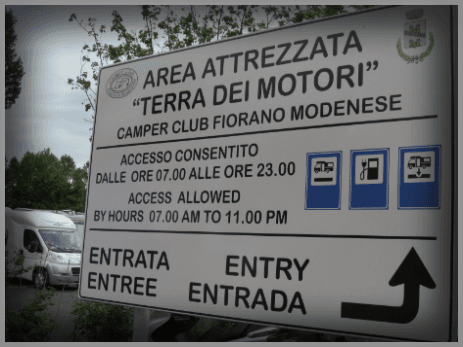 AREA ATTREZZATA
"TERRA DEI MOTORI"
CAMPER CLUB FIORANO MODENESE
ACCESSO CONSENTITO
DALLE ORE 07.00 ALLE ORE 23.00
ACCESS ALLOWED
BY HOURS 07.00 AM TO 11.00 PM
ENTRATA ENTRY
ENTREE ENTRADA